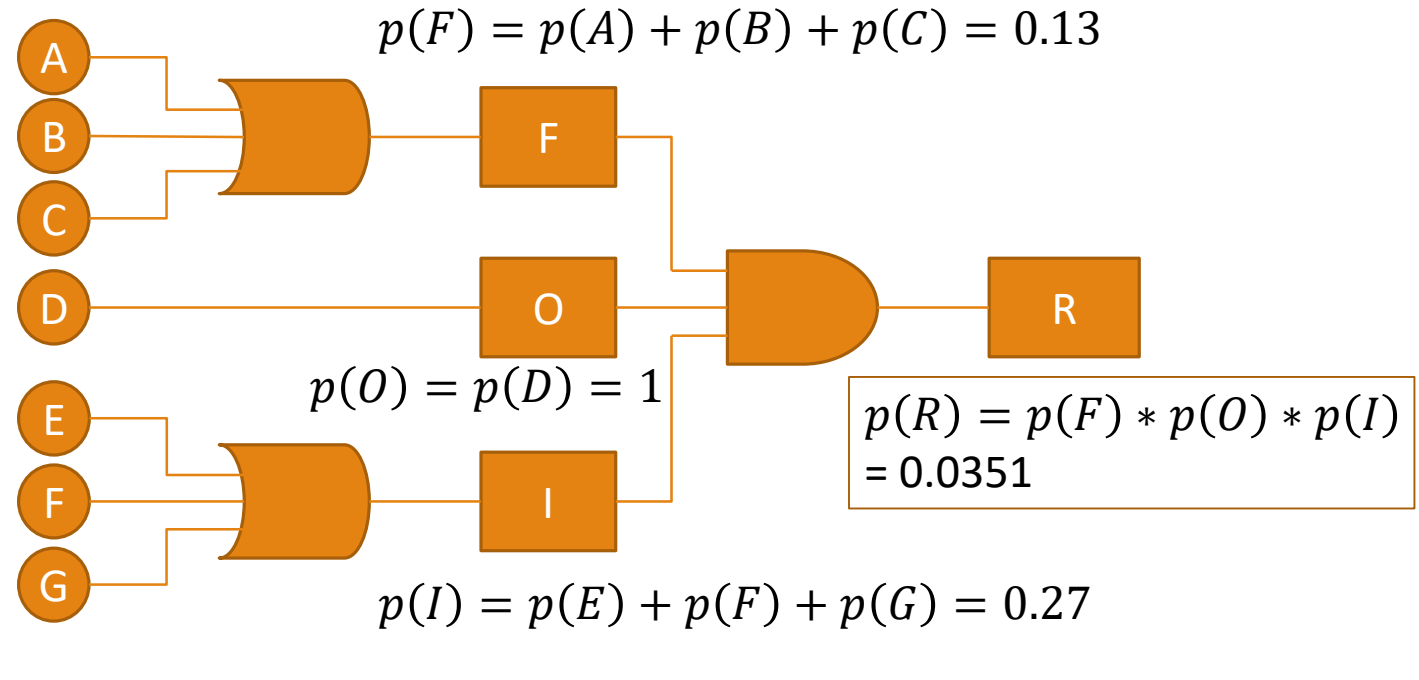 p(F) = p(A) + p(B) + p(C) = 0.13
A
B
C
F
D
O
R
p(O) = p(D) = 1
p(R) = p(F) ∗ p(O) ∗ p(I)
= 0.0351
E
F
G
I
p(I) = p(E) + p(F) + p(G) = 0.27